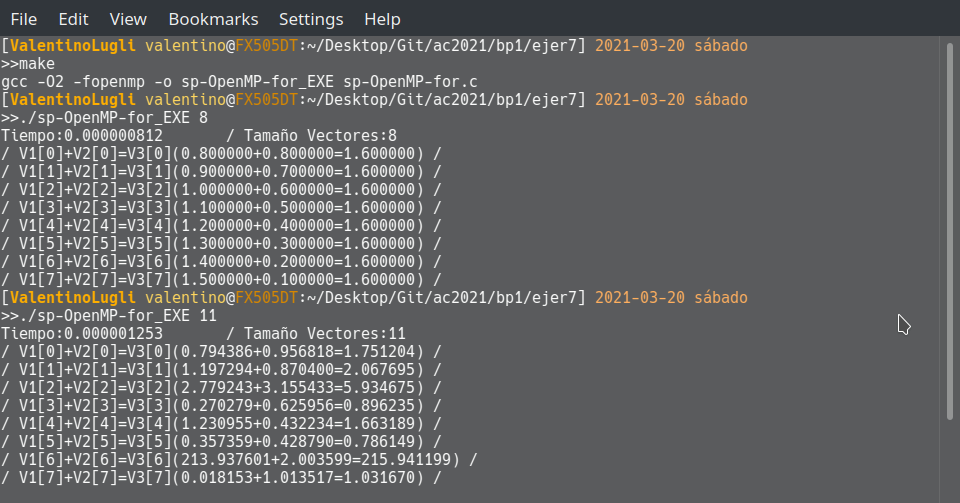 File Edit View Bookmarks Settings Help
[ValentinoLugli valentino@FX505DT:~/Desktop/Git/ac2021/bp1/ejer7] 2021-03-20 sábado
>>make
gcc -O2 -fopenmp -o sp-OpenMP-for_EXE sp-OpenMP-for.c
[ValentinoLugli valentino@FX505DT:~/Desktop/Git/ac2021/bp1/ejer7] 2021-03-20 sábado
>>./sp-OpenMP-for_EXE 8
Tiempo:0.000000812 / Tamaño Vectores:8
/ V1[0]+V2[0]=V3[0](0.800000+0.800000=1.600000) /
/ V1[1]+V2[1]=V3[1](0.900000+0.700000=1.600000) /
/ V1[2]+V2[2]=V3[2](1.000000+0.600000=1.600000) /
/ V1[3]+V2[3]=V3[3](1.100000+0.500000=1.600000) /
/ V1[4]+V2[4]=V3[4](1.200000+0.400000=1.600000) /
/ V1[5]+V2[5]=V3[5](1.300000+0.300000=1.600000) /
/ V1[6]+V2[6]=V3[6](1.400000+0.200000=1.600000) /
/ V1[7]+V2[7]=V3[7](1.500000+0.100000=1.600000) /
[ValentinoLugli valentino@FX505DT:~/Desktop/Git/ac2021/bp1/ejer7] 2021-03-20 sábado
>>./sp-OpenMP-for_EXE 11
Tiempo:0.000001253 / Tamaño Vectores:11
/ V1[0]+V2[0]=V3[0](0.794386+0.956818=1.751204) /
/ V1[1]+V2[1]=V3[1](1.197294+0.870400=2.067695) /
/ V1[2]+V2[2]=V3[2](2.779243+3.155433=5.934675) /
/ V1[3]+V2[3]=V3[3](0.270279+0.625956=0.896235) /
/ V1[4]+V2[4]=V3[4](1.230955+0.432234=1.663189) /
/ V1[5]+V2[5]=V3[5](0.357359+0.428790=0.786149) /
/ V1[6]+V2[6]=V3[6](213.937601+2.003599=215.941199) /
/ V1[7]+V2[7]=V3[7](0.018153+1.013517=1.031670) /